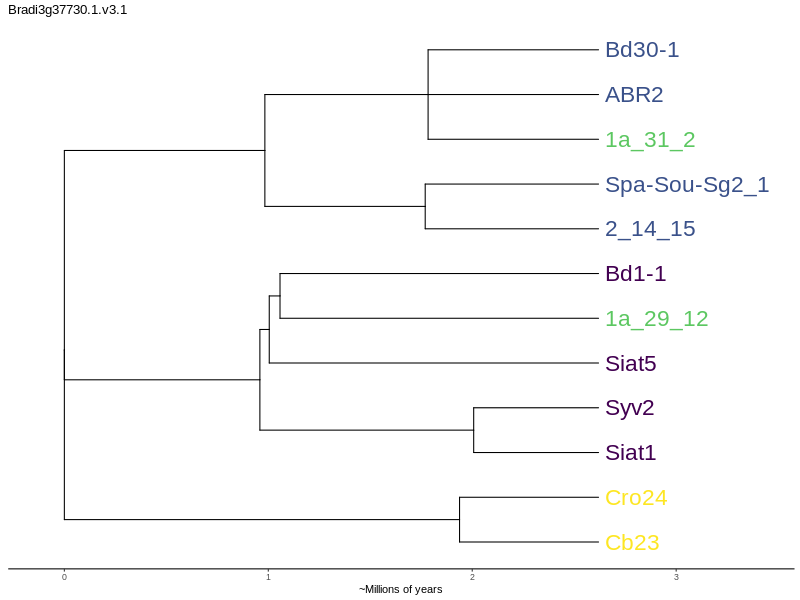 Bradi3g37730.1.v3.1
Bd30-1
ABR2
1a_31_2
Spa-Sou-Sg2_1
2_14_15
Bd1-1
1a_29_12
Siat5
Syv2
Siat1
Cro24
Cb23
0 1 2 3
~Millions of years